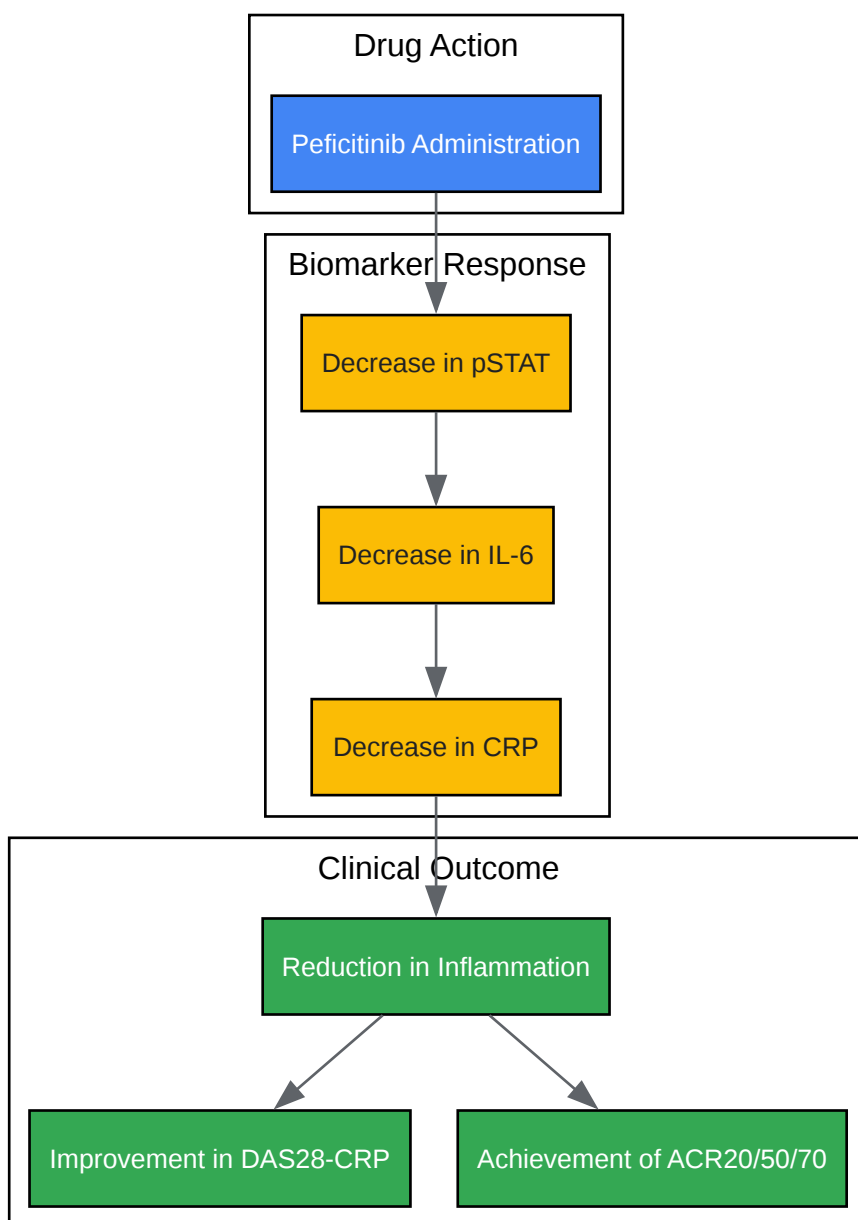 Drug Action
Peficitinib Administration
Biomarker Response
Decrease in pSTAT
Decrease in IL-6
Decrease in CRP
Clinical Outcome
Reduction in Inflammation
Improvement in DAS28-CRP
Achievement of ACR20/50/70